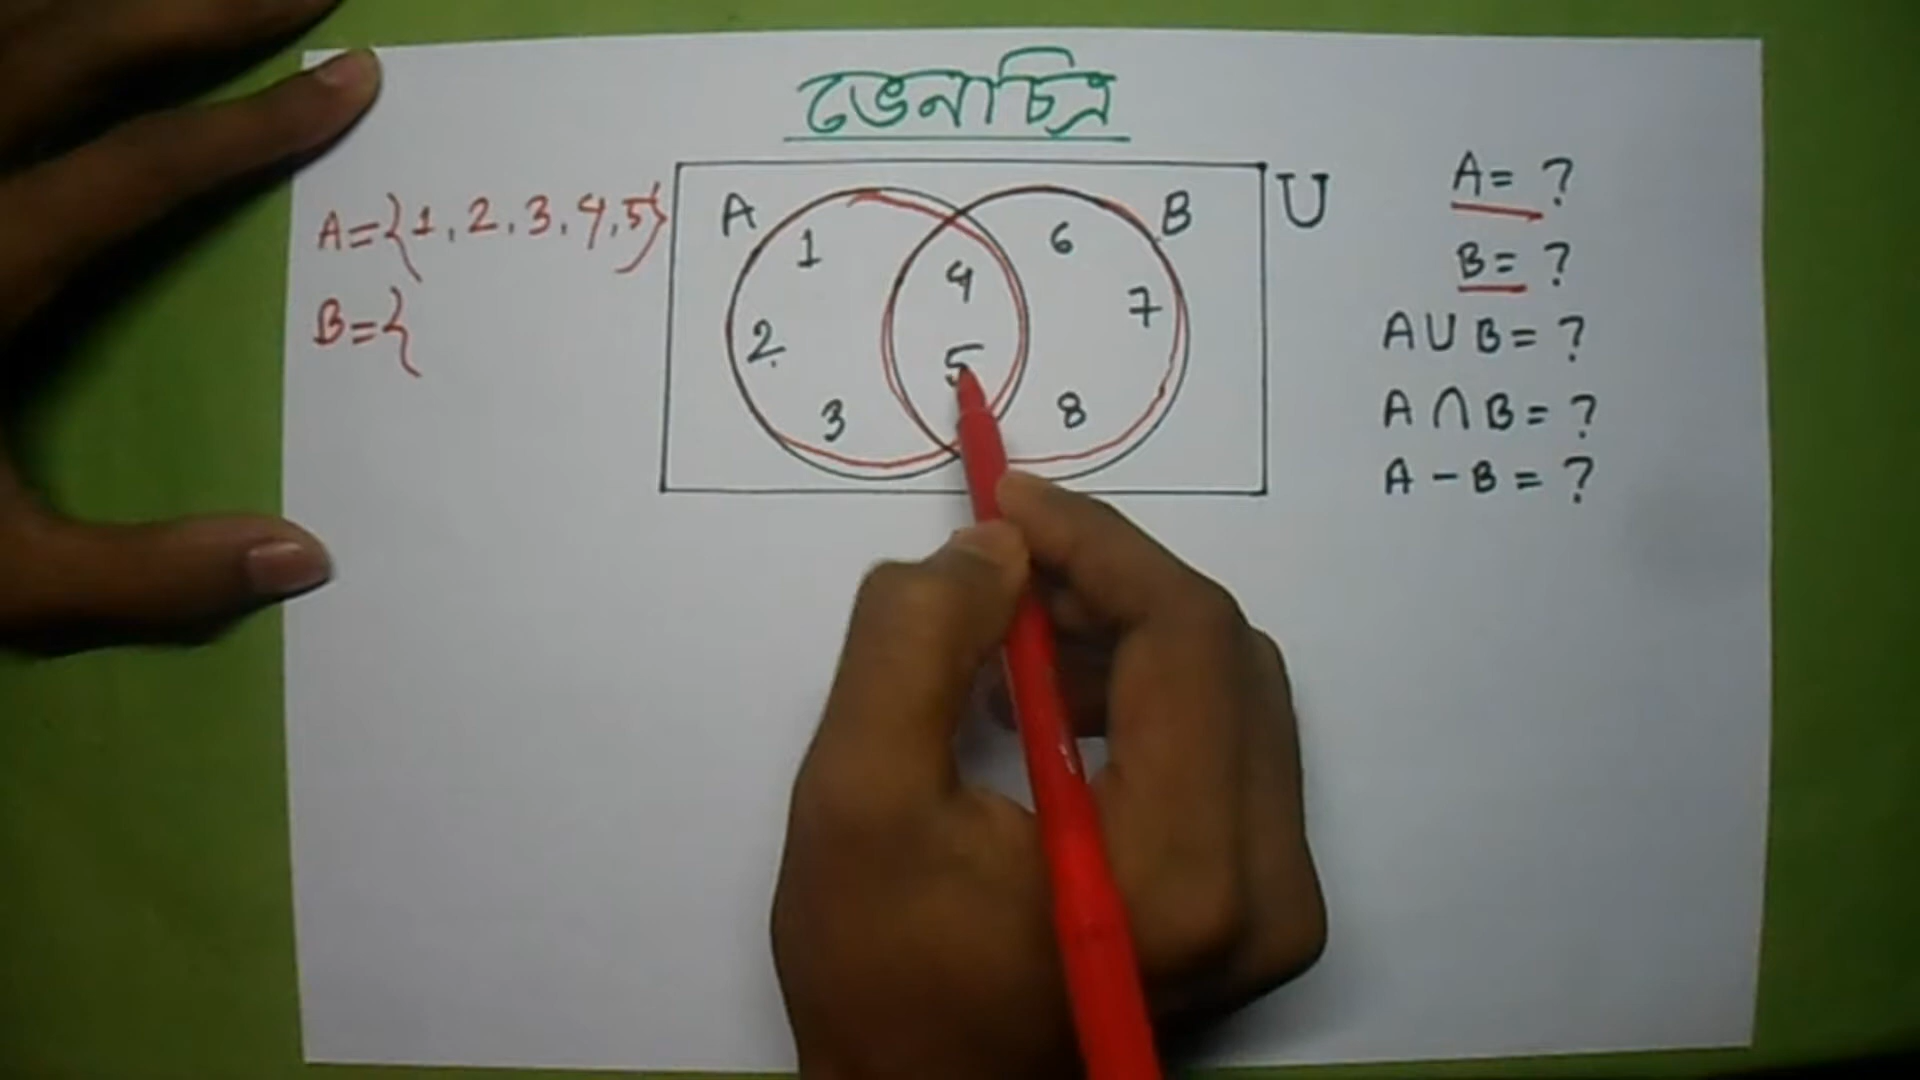 ভেনচিত্র
A={1, 2, 3, 4, 5}
B={
A
B
U
1
2
3
4
5
6
7
8
A= ?
B= ?
A∪B= ?
A∩B= ?
A-B= ?